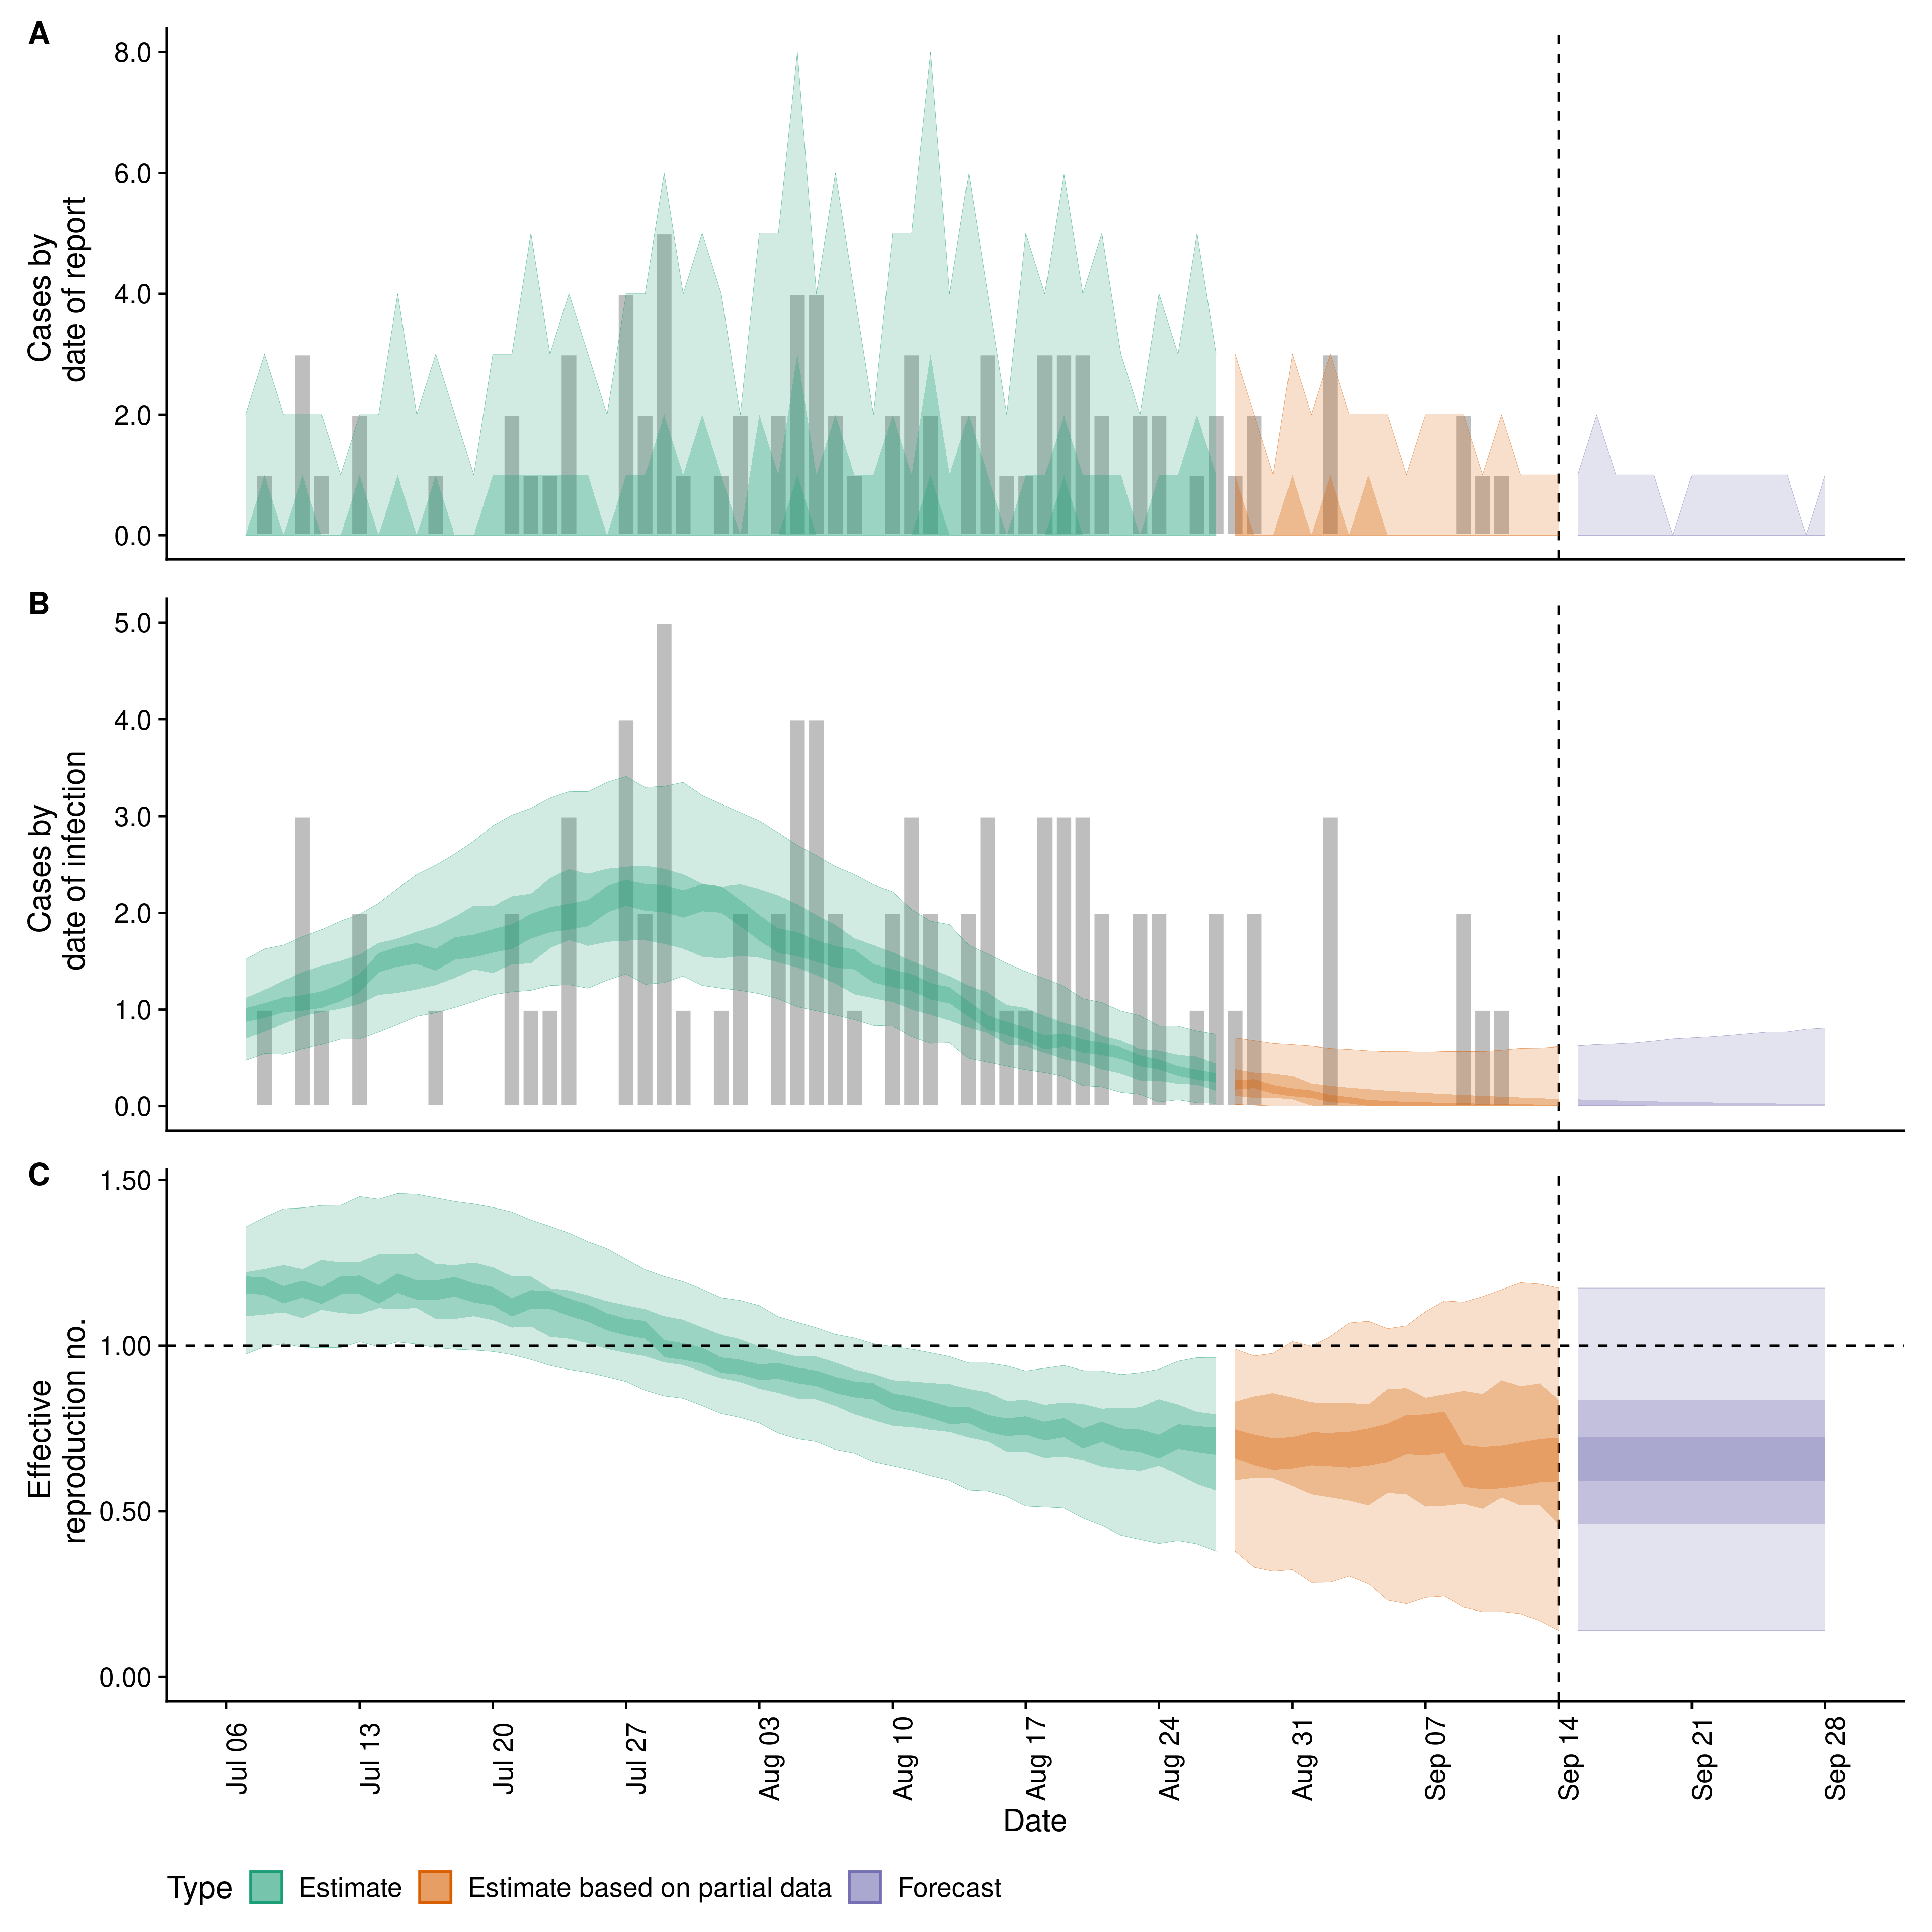 A
8.0
6.0
4.0
2.0
0.0
Cases by
date of report
B
5.0
4.0
3.0
2.0
1.0
0.0
Cases by
date of infection
C
1.50
1.00
0.50
0.00
Effective
reproduction no.
Jul 06
Jul 13
Jul 20
Jul 27
Aug 03
Aug 10
Aug 17
Aug 24
Aug 31
Sep 07
Sep 14
Sep 21
Sep 28
Date
Type Estimate Estimate based on partial data Forecast